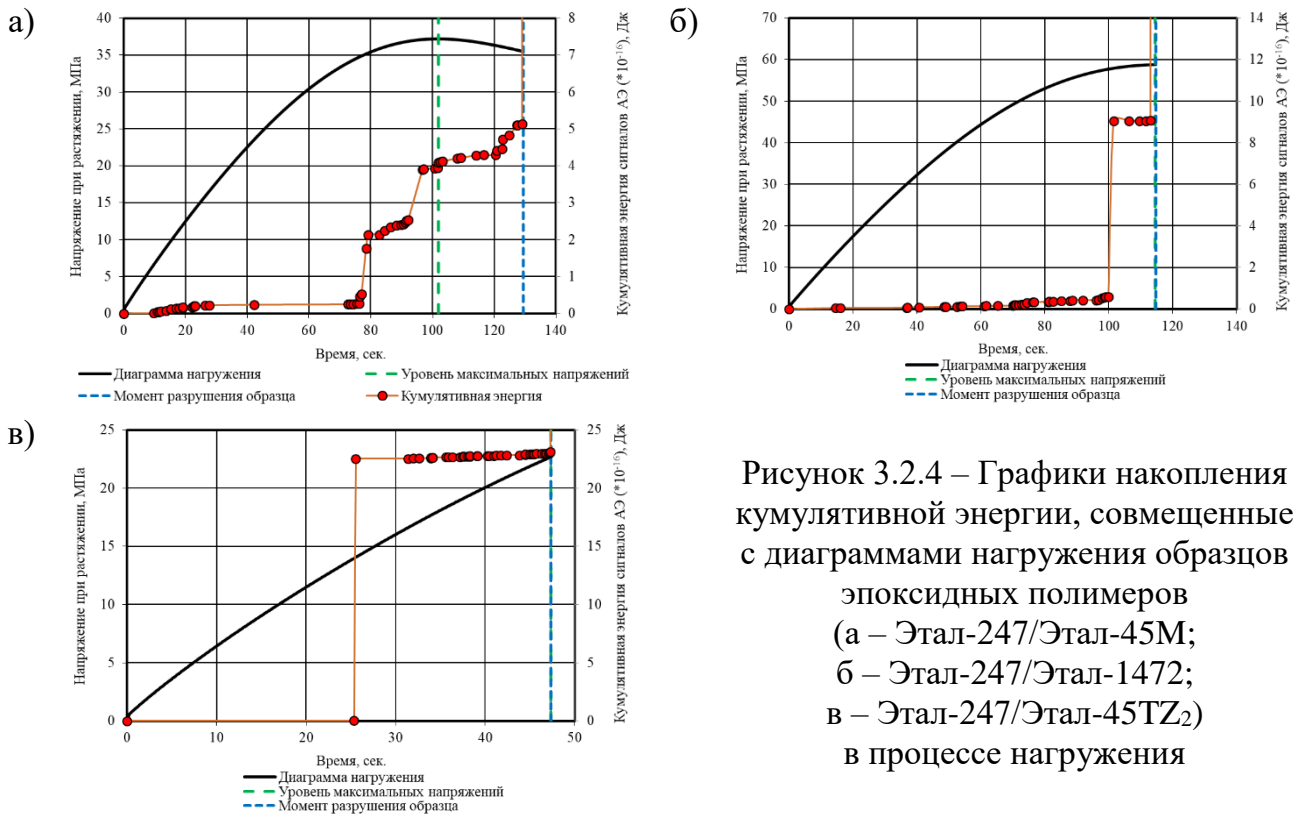 а)
40
35
30
25
20
15
10
5
0
Напряжение при растяжении, МПа
8
7
6
5
4
3
2
1
0
Кумулятивная энергия сигналов АЭ (*10⁻¹⁶), Дж
0 20 40 60 80 100 120 140
Время, сек.
Диаграмма нагружения
Уровень максимальных напряжений
Момент разрушения образца
Кумулятивная энергия
б)
70
60
50
40
30
20
10
0
Напряжение при растяжении, МПа
14
12
10
8
6
4
2
0
Кумулятивная энергия сигналов АЭ (*10⁻¹⁶), Дж
0 20 40 60 80 100 120 140
Время, сек.
Диаграмма нагружения
Уровень максимальных напряжений
Момент разрушения образца
в)
25
20
15
10
5
0
Напряжение при растяжении, МПа
25
20
15
10
5
0
Кумулятивная энергия сигналов АЭ (*10⁻¹⁶), Дж
0 10 20 30 40 50
Время, сек.
Диаграмма нагружения
Уровень максимальных напряжений
Момент разрушения образца
Рисунок 3.2.4 – Графики накопления
кумулятивной энергии, совмещенные
с диаграммами нагружения образцов
эпоксидных полимеров
(а – Этал-247/Этал-45М;
б – Этал-247/Этал-1472;
в – Этал-247/Этал-45TZ₂)
в процессе нагружения